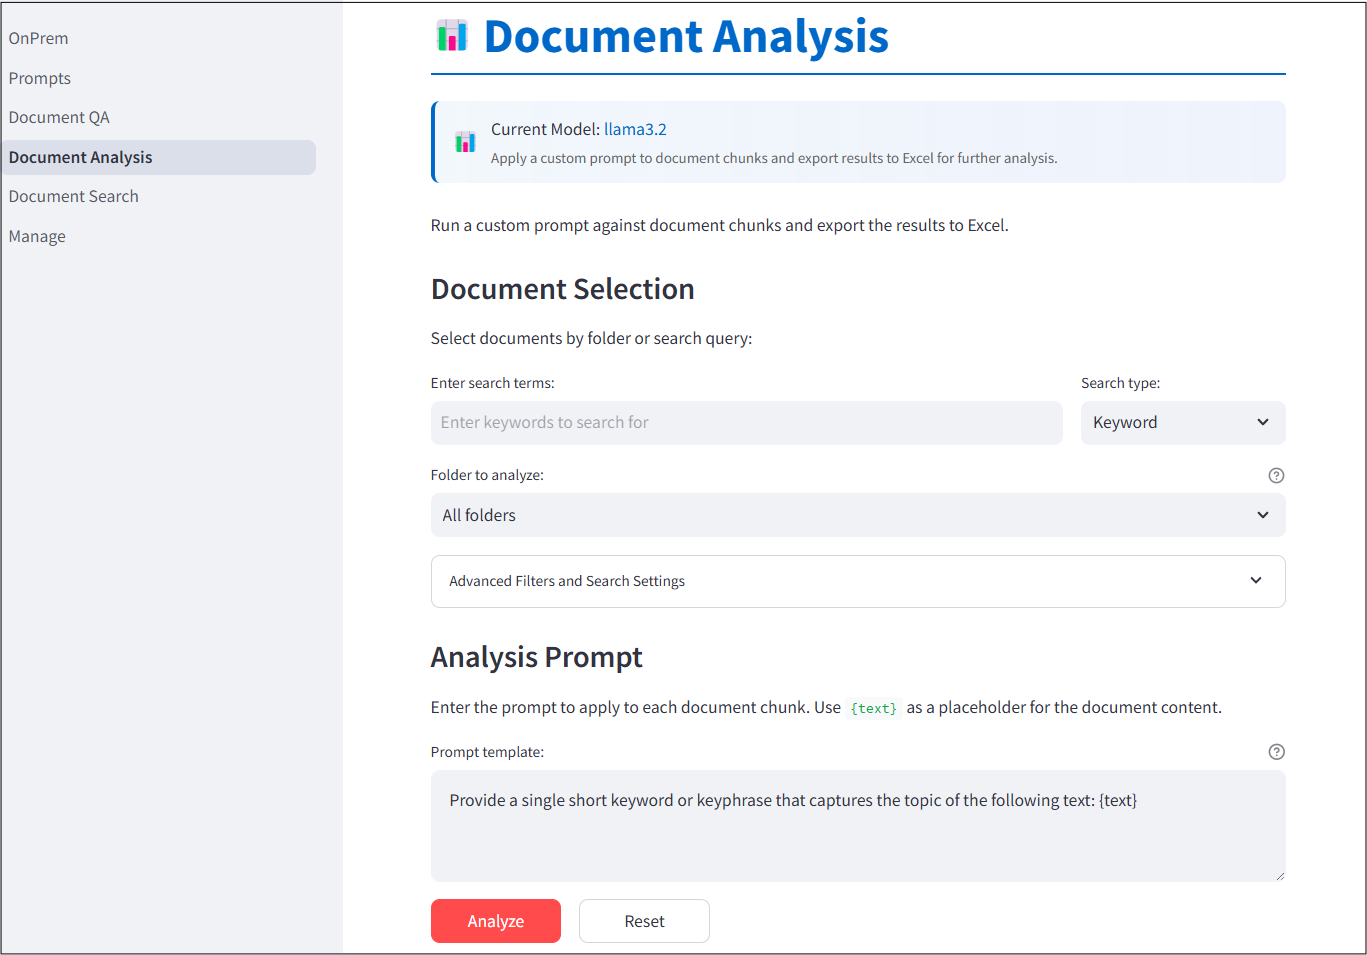 OnPrem
Prompts
Document QA
Document Analysis
Document Search
Manage
Document Analysis
Current Model: llama3.2
Apply a custom prompt to document chunks and export results to Excel for further analysis.
Run a custom prompt against document chunks and export the results to Excel.
Document Selection
Select documents by folder or search query:
Enter search terms:
Search type:
Enter keywords to search for
Keyword
Folder to analyze:
All folders
Advanced Filters and Search Settings
Analysis Prompt
Enter the prompt to apply to each document chunk. Use {text} as a placeholder for the document content.
Prompt template:
Provide a single short keyword or keyphrase that captures the topic of the following text: {text}
Analyze
Reset